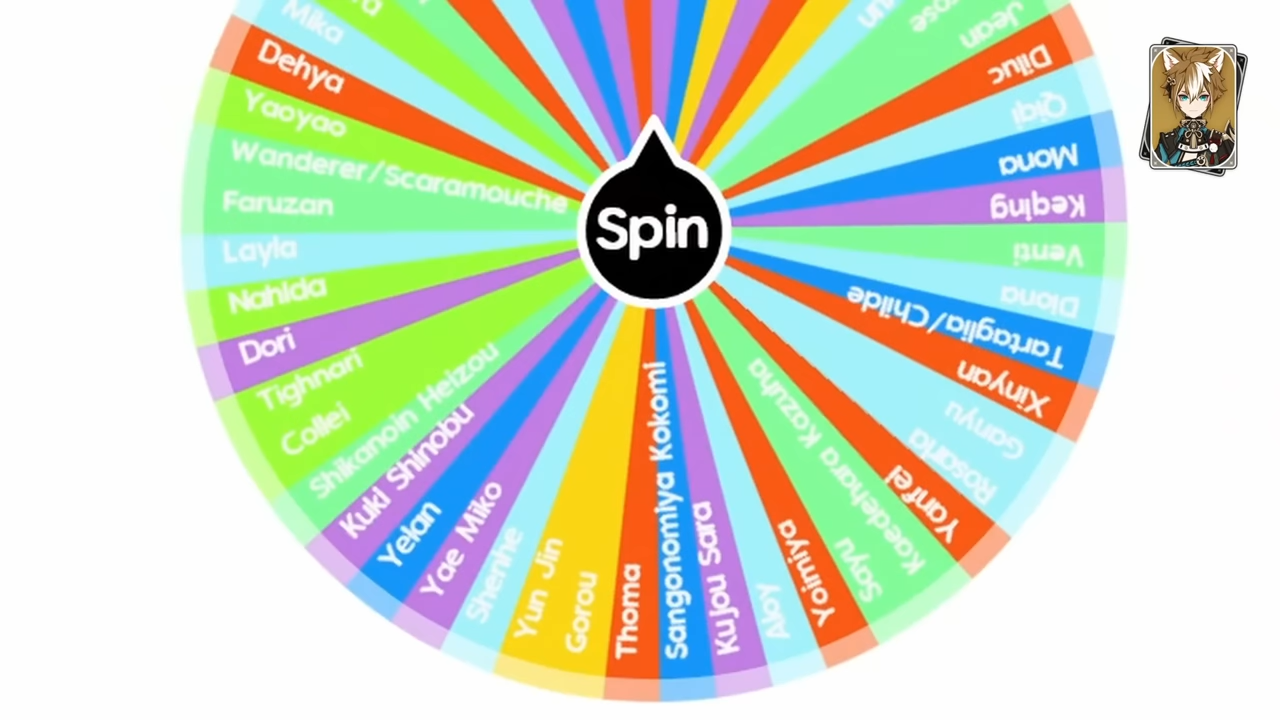 Mika
Dehya
Yaoyao
Wanderer/Scaramouche
Faruzan
Layla
Nahida
Dori
Tighnari
Collei
Shikanoin Heizou
Kuki Shinobu
Yelan
Yae Miko
Shenhe
Yun Jin
Gorou
Thoma
Sangonomiya Kokomi
Kujou Sara
Aloy
Yoimiya
Sayu
Kaedehara Kazuha
Yanfei
Rosaria
Ganyu
Xinyan
Tartaglia/Childe
Diona
Venti
Keqing
Mona
Qiqi
Diluc
Jean
Spin